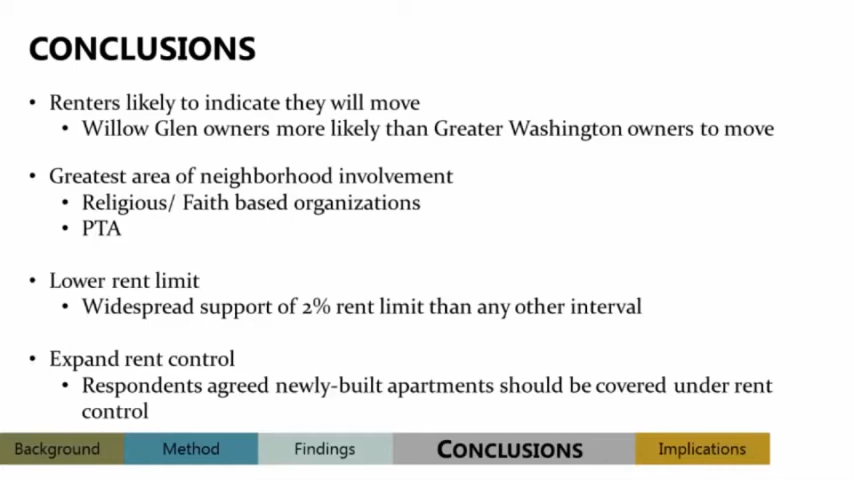 CONCLUSIONS
• Renters likely to indicate they will move
• Willow Glen owners more likely than Greater Washington owners to move
• Greatest area of neighborhood involvement
• Religious/ Faith based organizations
• PTA
• Lower rent limit
• Widespread support of 2% rent limit than any other interval
• Expand rent control
• Respondents agreed newly-built apartments should be covered under rent
control
Background Method Findings CONCLUSIONS Implications